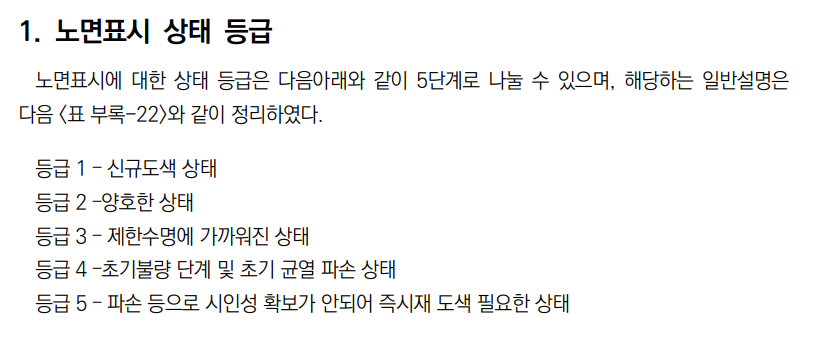 1. 노면표시 상태 등급
노면표시에 대한 상태 등급은 다음아래와 같이 5단계로 나눌 수 있으며, 해당하는 일반설명은
다음 <표 부록-22>와 같이 정리하였다.
등급 1 - 신규도색 상태
등급 2 -양호한 상태
등급 3 - 제한수명에 가까워진 상태
등급 4 -초기불량 단계 및 초기 균열 파손 상태
등급 5 - 파손 등으로 시인성 확보가 안되어 즉시재 도색 필요한 상태